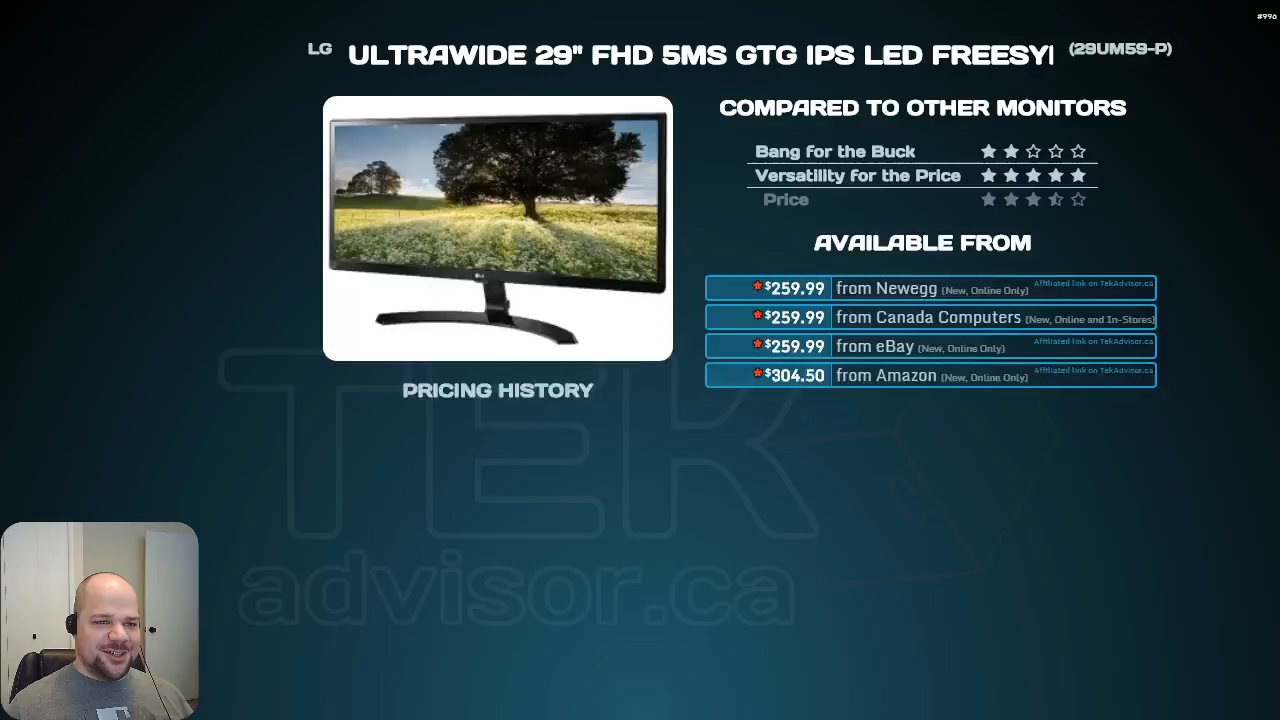 #996
LG ULTRAWIDE 29" FHD 5MS GTG IPS LED FREESY (29UM59-P)
COMPARED TO OTHER MONITORS
Bang for the Buck
Versatility for the Price
Price
AVAILABLE FROM
$259.99 from Newegg (New, Online Only) Affiliated link on TekAdvisor.ca
$259.99 from Canada Computers (New, Online and In-Stores)
$259.99 from eBay (New, Online Only) Affiliated link on TekAdvisor.ca
$304.50 from Amazon (New, Online Only) Affiliated link on TekAdvisor.ca
PRICING HISTORY
TEK
advisor.ca